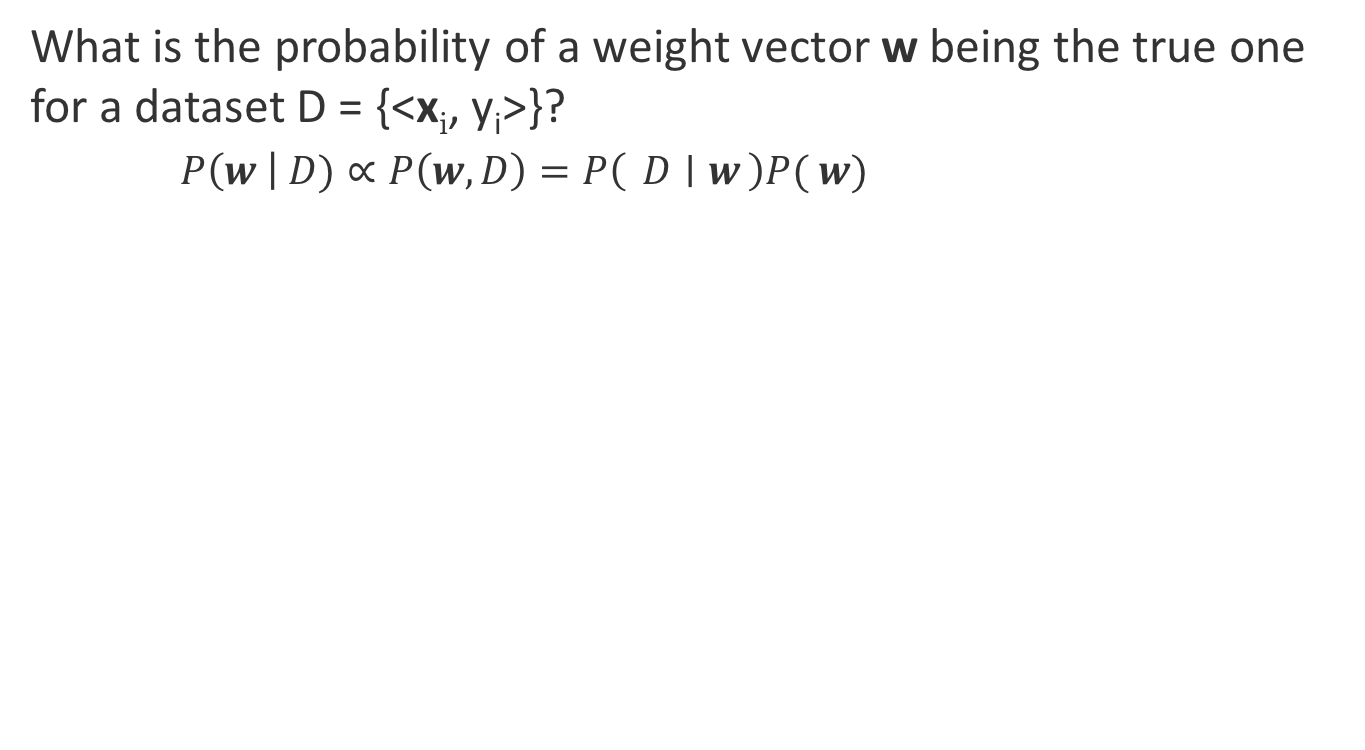 What is the probability of a weight vector w being the true one
for a dataset D = {<xᵢ, yᵢ>}?
P(w | D) ∝ P(w, D) = P( D | w )P( w)